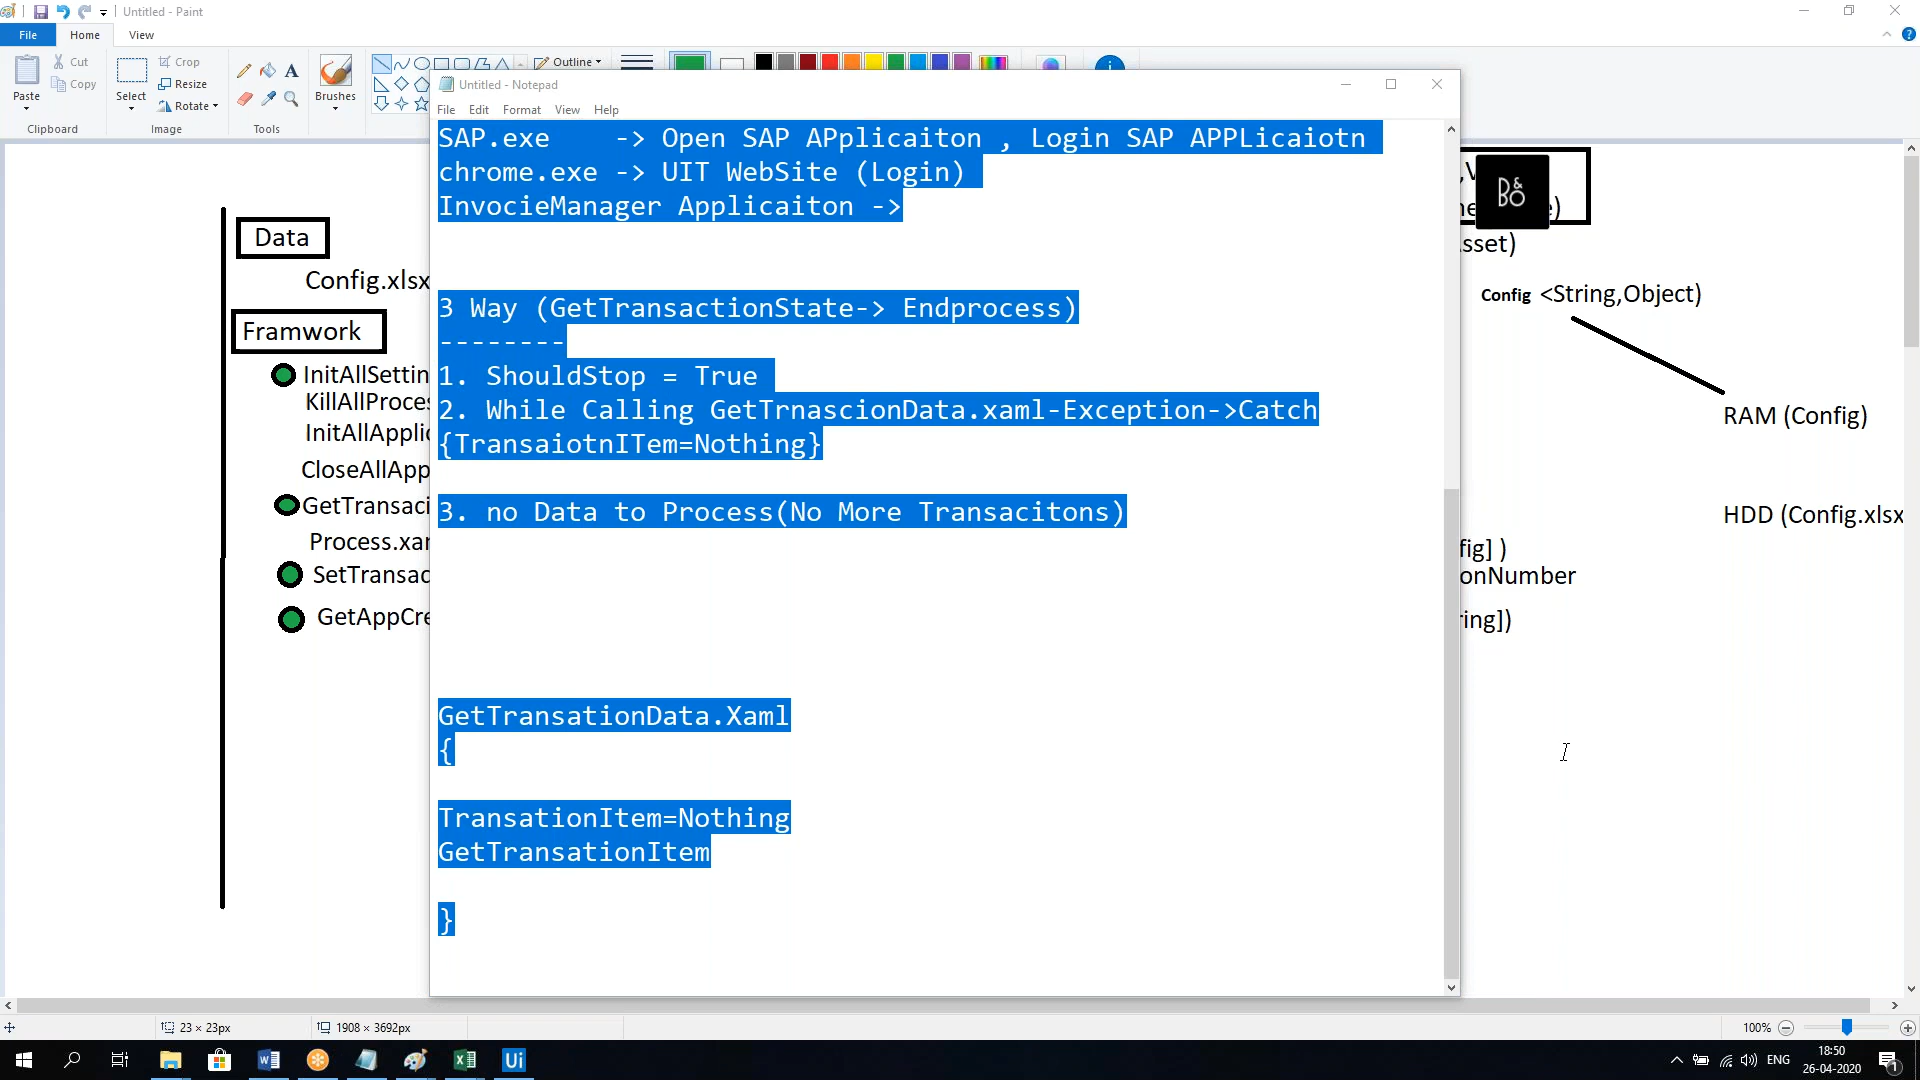 Untitled - Paint
File
Home
View
Paste
Cut
Copy
Clipboard
Select
Crop
Resize
Rotate
Image
Tools
Brushes
Outline
Untitled - Notepad
File Edit Format View Help
SAP.exe -> Open SAP APplicaiton , Login SAP APPLicaiotn
chrome.exe -> UIT WebSite (Login)
InvocieManager Applicaiton ->
3 Way (GetTransactionState-> Endprocess)
--------
1. ShouldStop = True
2. While Calling GetTrnascionData.xaml-Exception->Catch
{TransaiotnITem=Nothing}
3. no Data to Process(No More Transacitons)
GetTransationData.Xaml
{
TransationItem=Nothing
GetTransationItem
}
Data
Config.xlsx
Framwork
InitAllSettin
KillAllProces
InitAllApplic
CloseAllApp
GetTransaci
Process.xar
SetTransac
GetAppCre
B&O
sset)
Config <String,Object)
RAM (Config)
HDD (Config.xlsx
fig] )
onNumber
ring])
23 × 23px
1908 × 3692px
100%
ENG
18:50
26-04-2020